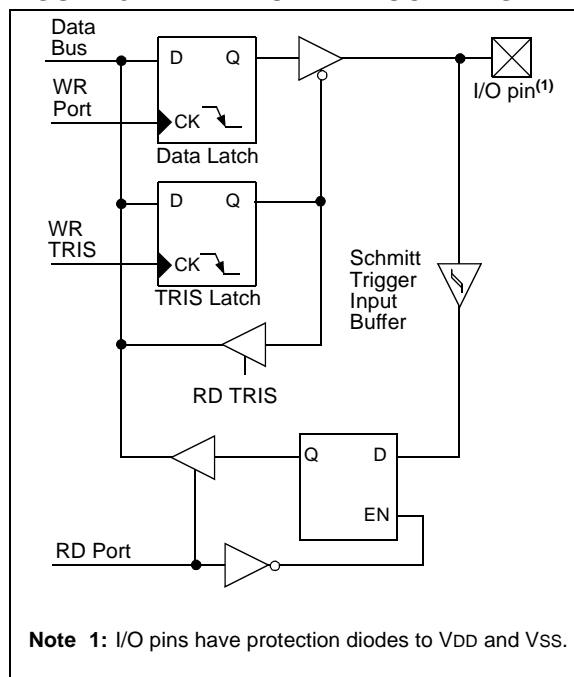 Data
Bus
D Q
WR
Port
CK
Data Latch
I/O pin(1)
D Q
WR
TRIS
CK
TRIS Latch
Schmitt
Trigger
Input
Buffer
RD TRIS
Q D
EN
RD Port
Note 1: I/O pins have protection diodes to VDD and VSS.